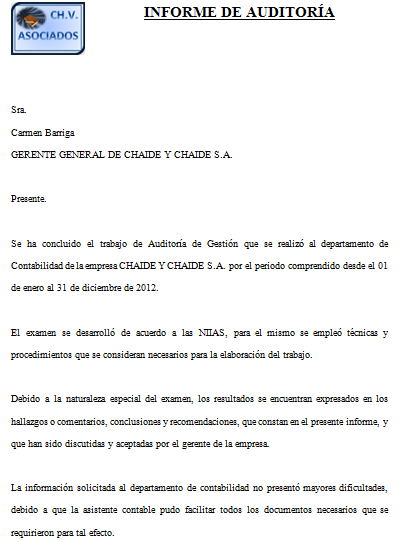 CH.V.
ASOCIADOS
INFORME DE AUDITORÍA
Sra.
Carmen Barriga
GERENTE GENERAL DE CHAIDE Y CHAIDE S.A.
Presente.
Se ha concluido el trabajo de Auditoría de Gestión que se realizó al departamento de
Contabilidad de la empresa CHAIDE Y CHAIDE S.A. por el periodo comprendido desde el 01
de enero al 31 de diciembre de 2012.
El examen se desarrolló de acuerdo a las NIIAS, para el mismo se empleó técnicas y
procedimientos que se consideran necesarios para la elaboración del trabajo.
Debido a la naturaleza especial del examen, los resultados se encuentran expresados en los
hallazgos o comentarios, conclusiones y recomendaciones, que constan en el presente informe, y
que han sido discutidas y aceptadas por el gerente de la empresa.
La información solicitada al departamento de contabilidad no presentó mayores dificultades,
debido a que la asistente contable pudo facilitar todos los documentos necesarios que se
requirieron para tal efecto.